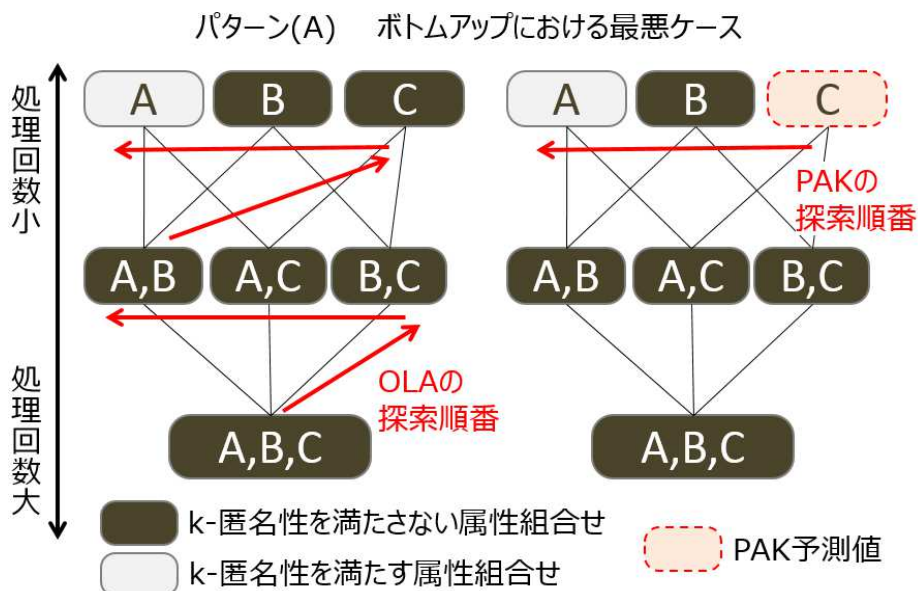 パターン(A) ボトムアップにおける最悪ケース
処理回数小
A
B
C
A
B
C
PAKの
探索順番
A,B
A,C
B,C
A,B
A,C
B,C
処理回数大
OLAの
探索順番
A,B,C
A,B,C
k-匿名性を満たさない属性組合せ
k-匿名性を満たす属性組合せ
PAK予測値